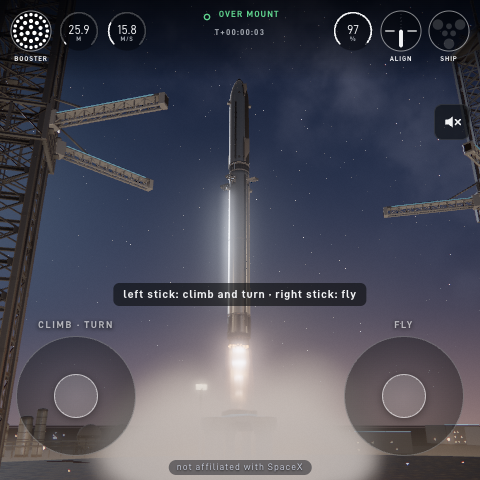 OVER MOUNT
T+00:00:03
25.9
M
15.8
M/S
97
%
BOOSTER
ALIGN
SHIP
left stick: climb and turn · right stick: fly
CLIMB · TURN
FLY
not affiliated with SpaceX